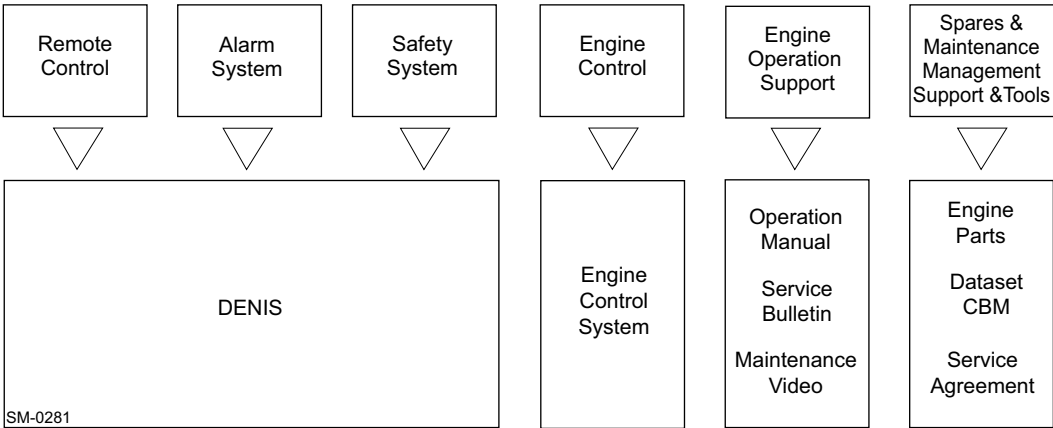 Remote
Control
Alarm
System
Safety
System
Engine
Control
Engine
Operation
Support
Spares &
Maintenance
Management
Support &Tools
DENIS
Engine
Control
System
Operation
Manual
Service
Bulletin
Maintenance
Video
Engine
Parts
Dataset
CBM
Service
Agreement
SM-0281